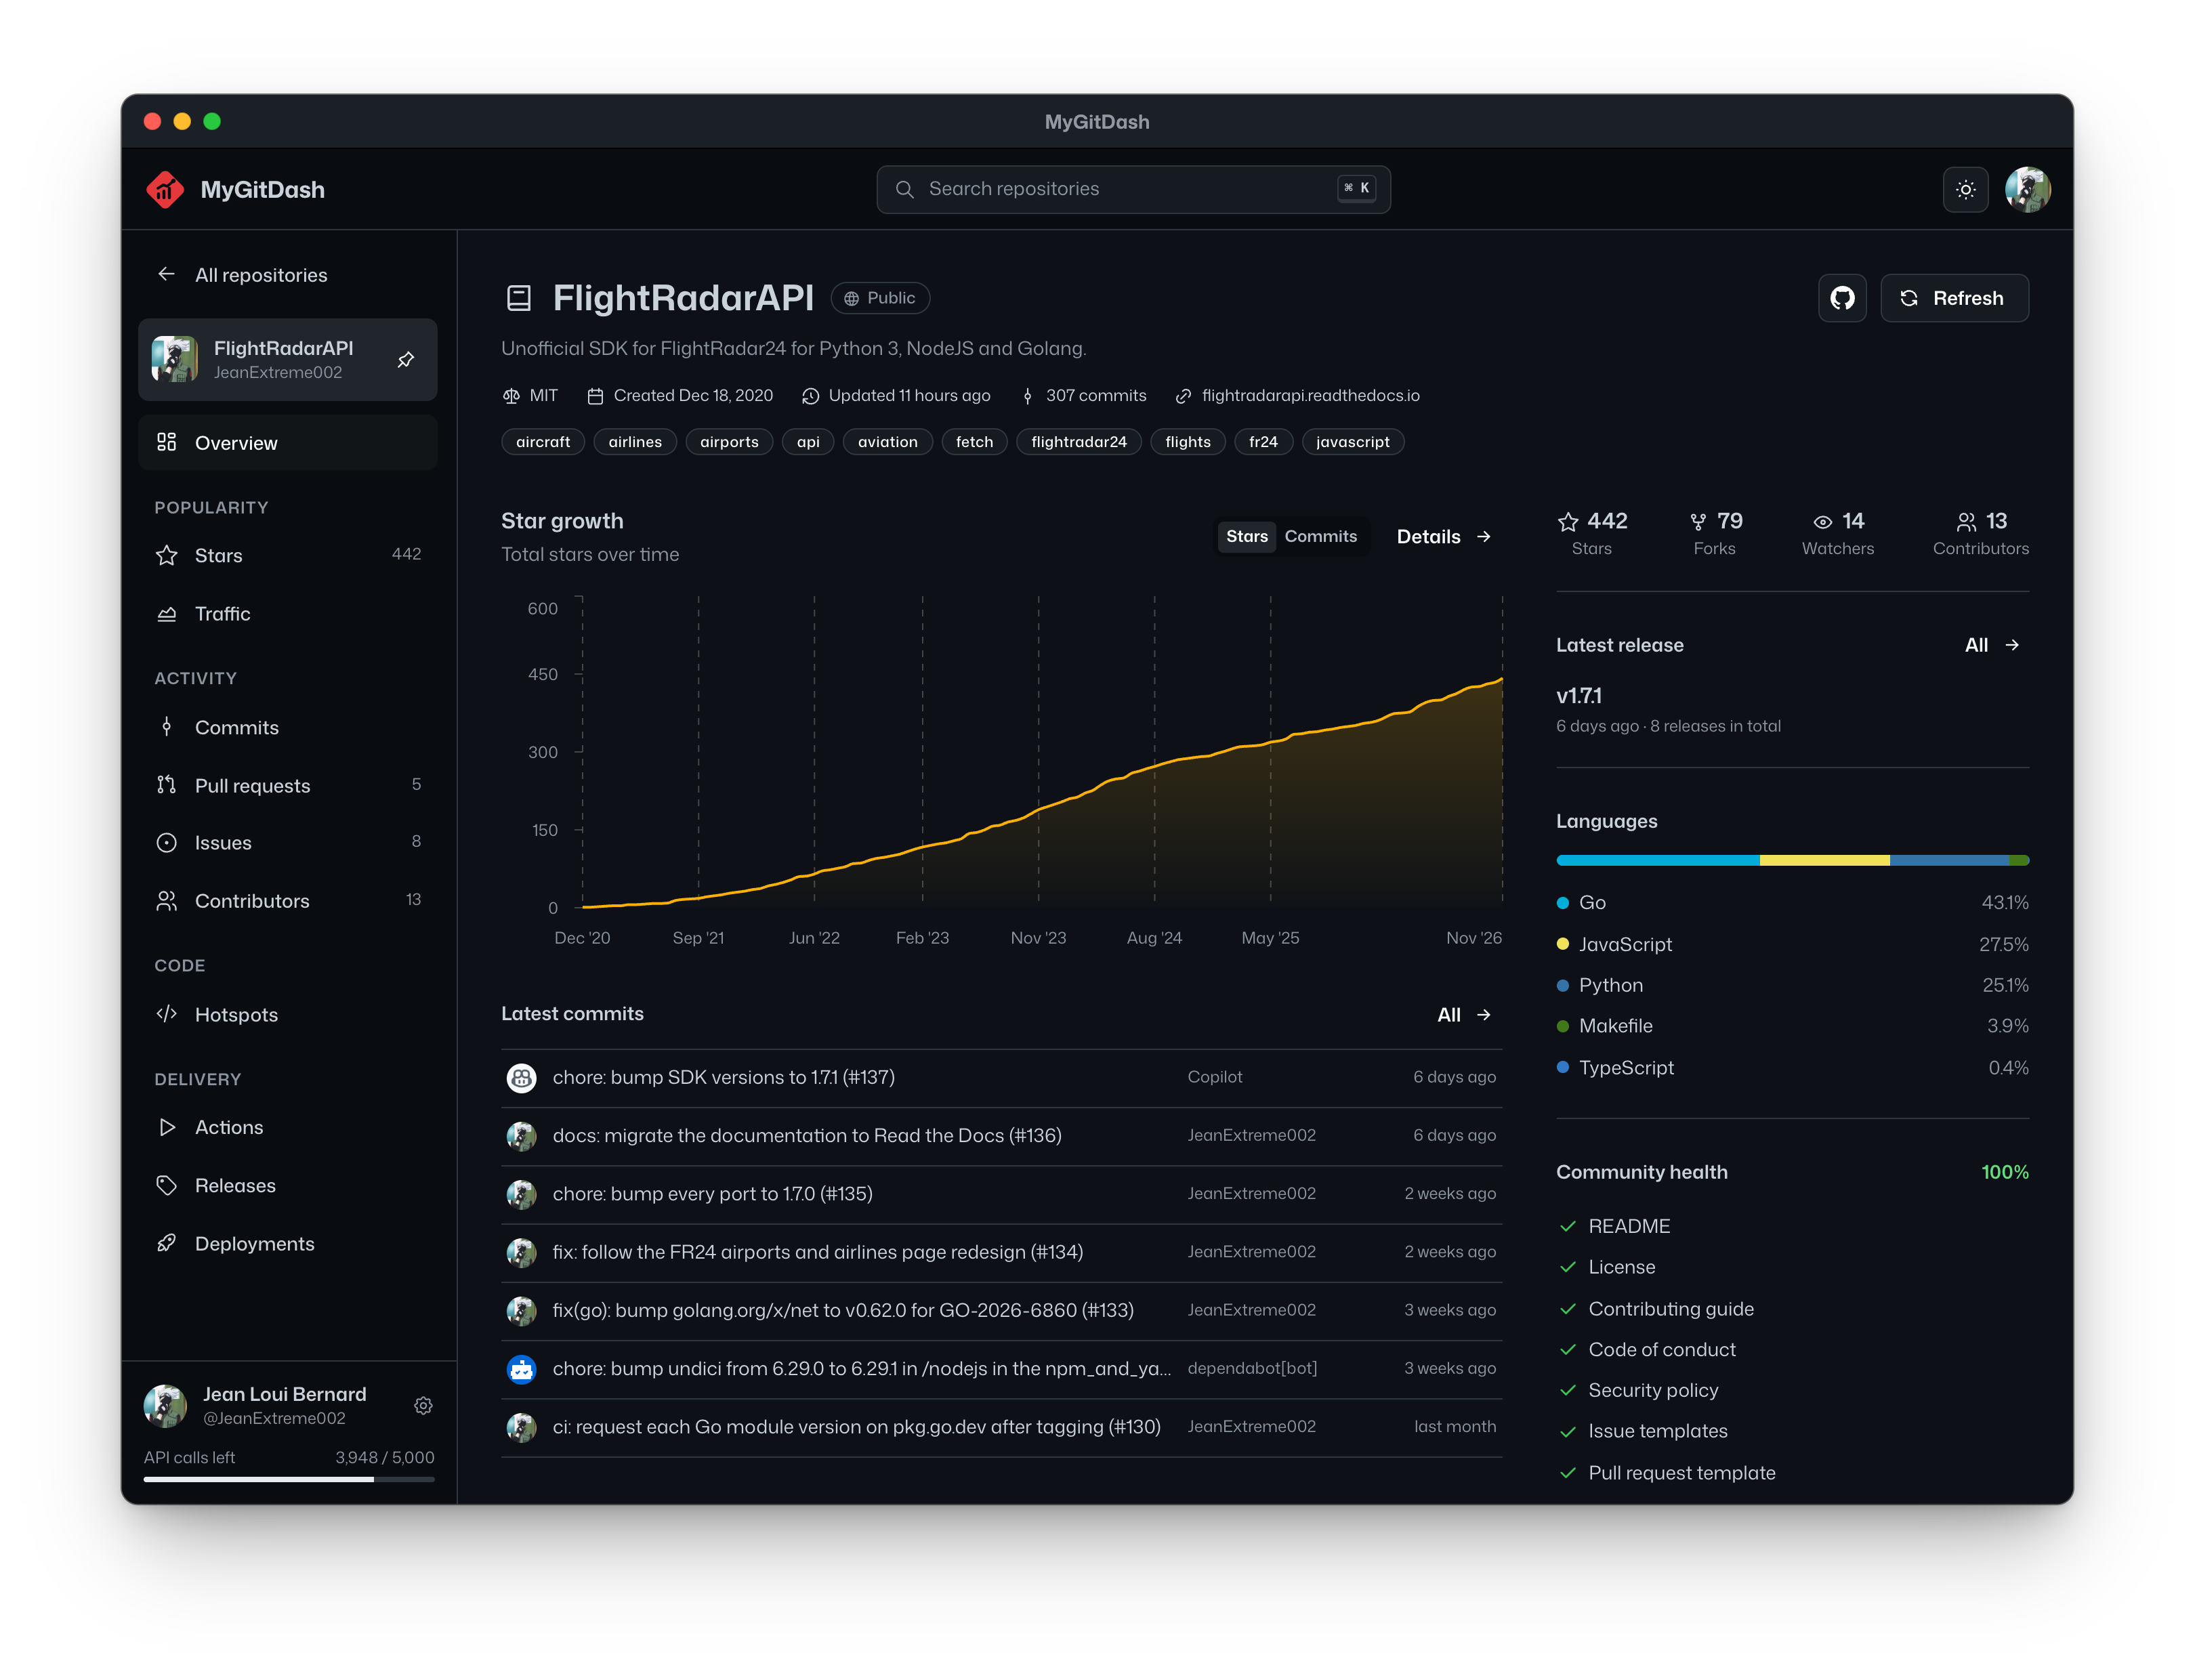 MyGitDash
MyGitDash
Search repositories
⌘ K
All repositories
FlightRadarAPI
JeanExtreme002
Overview
POPULARITY
Stars 442
Traffic
ACTIVITY
Commits
Pull requests 5
Issues 8
Contributors 13
CODE
Hotspots
DELIVERY
Actions
Releases
Deployments
Jean Loui Bernard
@JeanExtreme002
API calls left 3,948 / 5,000
FlightRadarAPI Public
Refresh
Unofficial SDK for FlightRadar24 for Python 3, NodeJS and Golang.
MIT Created Dec 18, 2020 Updated 11 hours ago 307 commits flightradarapi.readthedocs.io
aircraft airlines airports api aviation fetch flightradar24 flights fr24 javascript
Star growth
Total stars over time
Stars Commits Details
600
450
300
150
0
Dec '20 Sep '21 Jun '22 Feb '23 Nov '23 Aug '24 May '25 Nov '26
Latest commits All
chore: bump SDK versions to 1.7.1 (#137) Copilot 6 days ago
docs: migrate the documentation to Read the Docs (#136) JeanExtreme002 6 days ago
chore: bump every port to 1.7.0 (#135) JeanExtreme002 2 weeks ago
fix: follow the FR24 airports and airlines page redesign (#134) JeanExtreme002 2 weeks ago
fix(go): bump golang.org/x/net to v0.62.0 for GO-2026-6860 (#133) JeanExtreme002 3 weeks ago
chore: bump undici from 6.29.0 to 6.29.1 in /nodejs in the npm_and_ya... dependabot[bot] 3 weeks ago
ci: request each Go module version on pkg.go.dev after tagging (#130) JeanExtreme002 last month
442 79 14 13
Stars Forks Watchers Contributors
Latest release All
v1.7.1
6 days ago · 8 releases in total
Languages
Go 43.1%
JavaScript 27.5%
Python 25.1%
Makefile 3.9%
TypeScript 0.4%
Community health 100%
README
License
Contributing guide
Code of conduct
Security policy
Issue templates
Pull request template